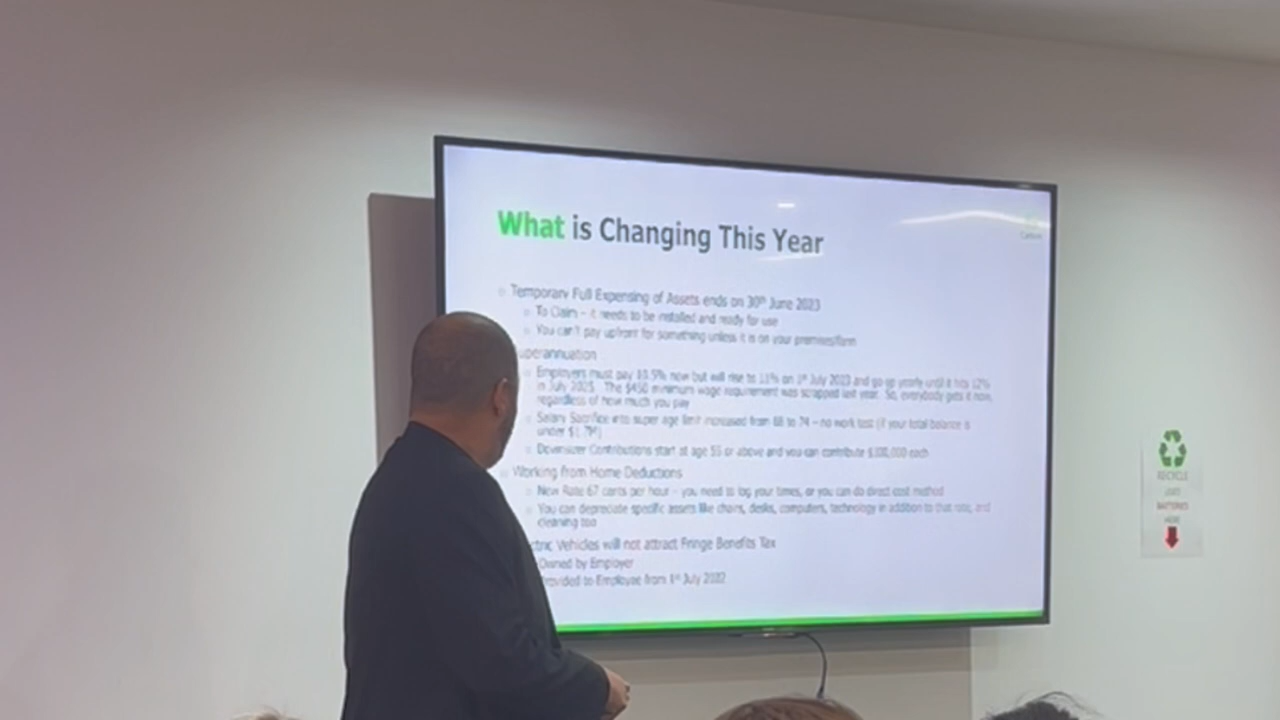 What is Changing This Year
Temporary Full Expensing of Assets ends on 30th June 2023
To Claim – it needs to be installed and ready for use
You can't pay upfront for something unless it is on your premises/farm
uperannuation
Employers must pay 10.5% now but will rise to 11% on 1st July 2023 and go up yearly until it hits 12%
in July 2025. The $450 minimum wage requirement was scrapped last year. So, everybody gets it now,
regardless of how much you pay
Salary Sacrifice into super age limit increased from 68 to 74 – no work test (if your total balance is
under $1.7M)
Downsizer Contributions start at age 55 or above and you can contribute $300,000 each
Working from Home Deductions
New Rate 67 cents per hour – you need to log your times, or you can do direct cost method
You can depreciate specific assets like chairs, desks, computers, technology in addition to that rate, and
cleaning too
ctric Vehicles will not attract Fringe Benefits Tax
Owned by Employer
rovided to Employee from 1st July 2022
RECYCLE
BATTERIES
HERE